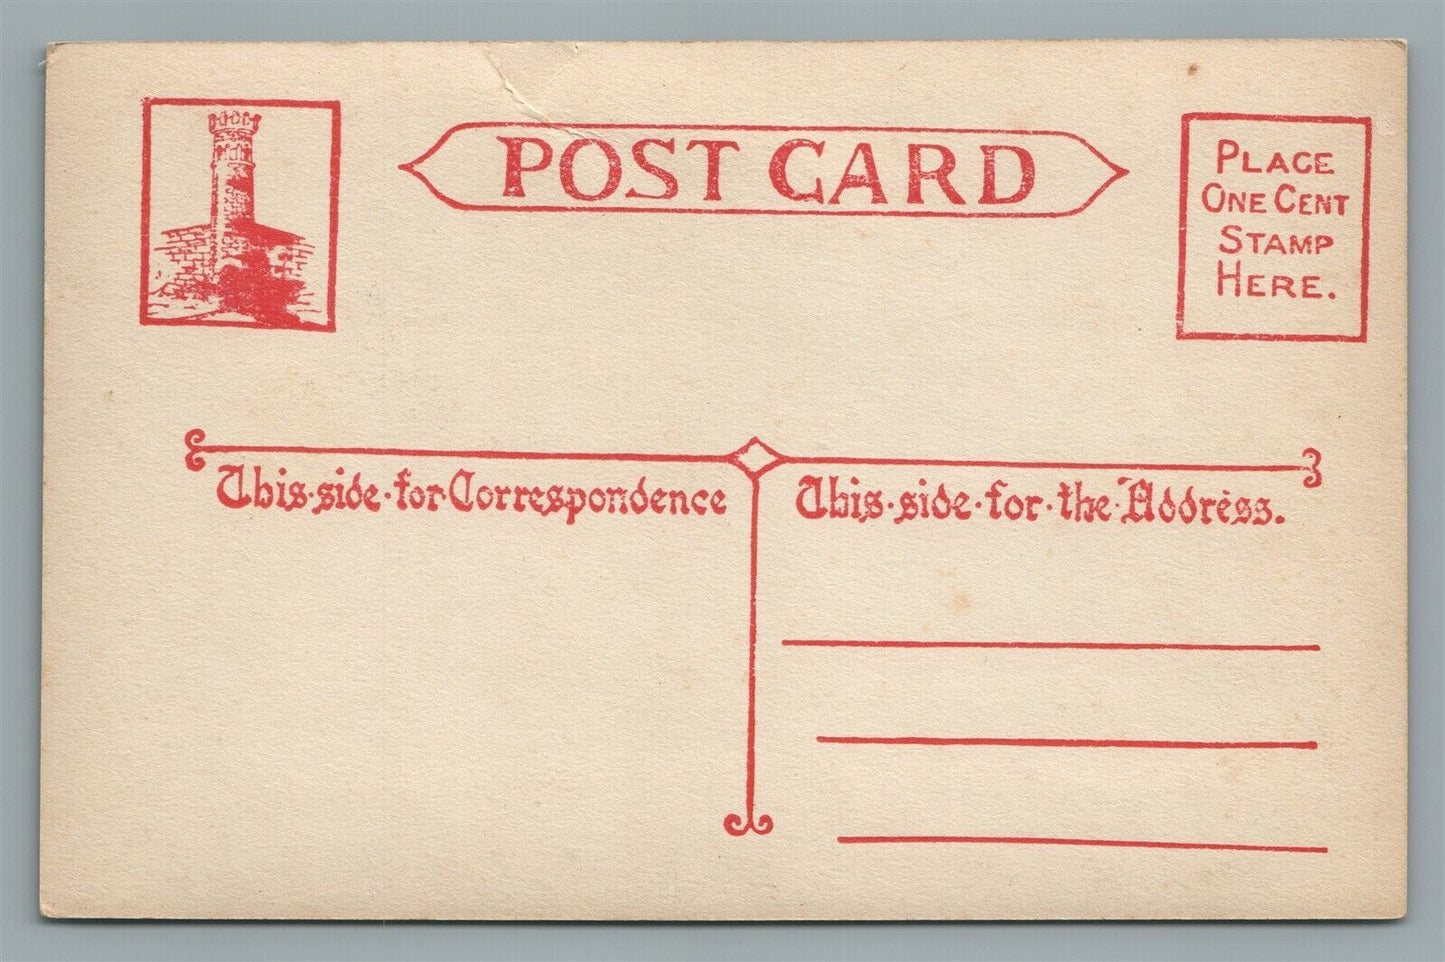 POST CARD
PLACE
ONE CENT
STAMP
HERE.
This·side·for·Correspondence
This·side·for·the·Address.